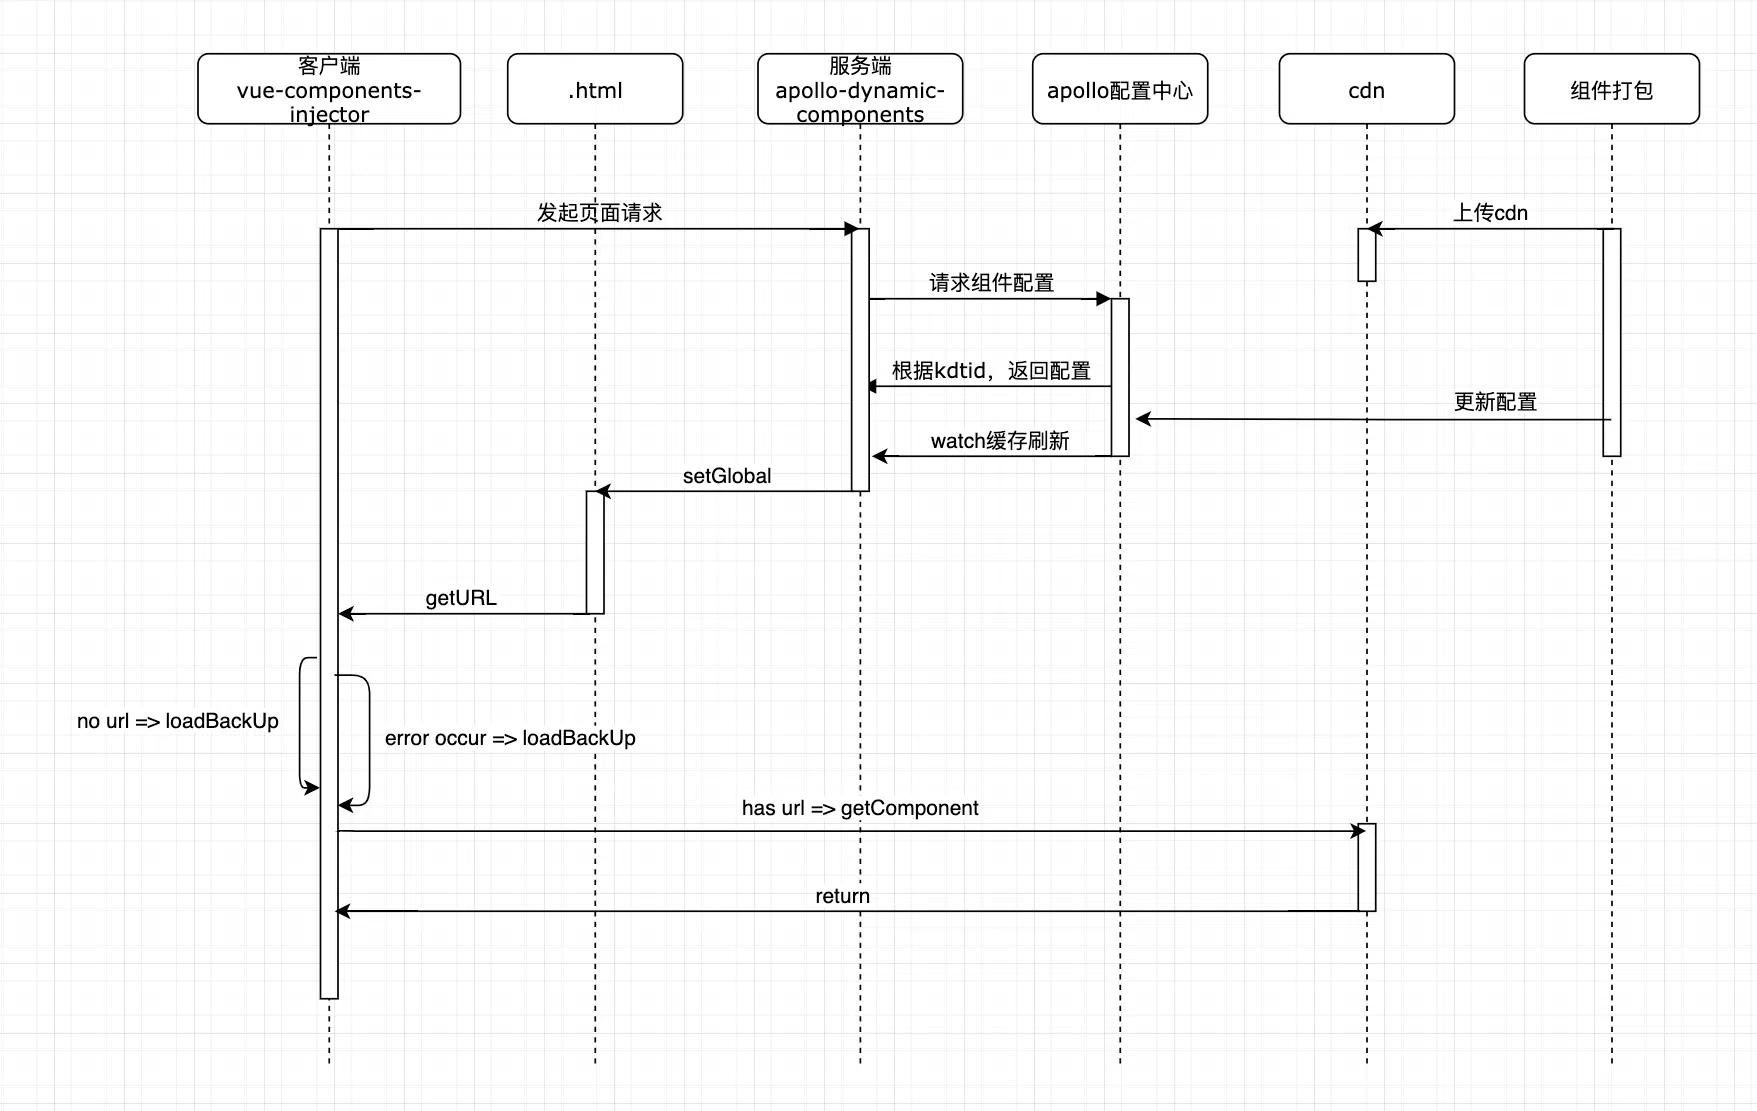 客户端
vue-components-
injector
.html
服务端
apollo-dynamic-
components
apollo配置中心
cdn
组件打包
发起页面请求
上传cdn
请求组件配置
根据kdtid，返回配置
更新配置
watch缓存刷新
setGlobal
getURL
no url => loadBackUp
error occur => loadBackUp
has url => getComponent
return